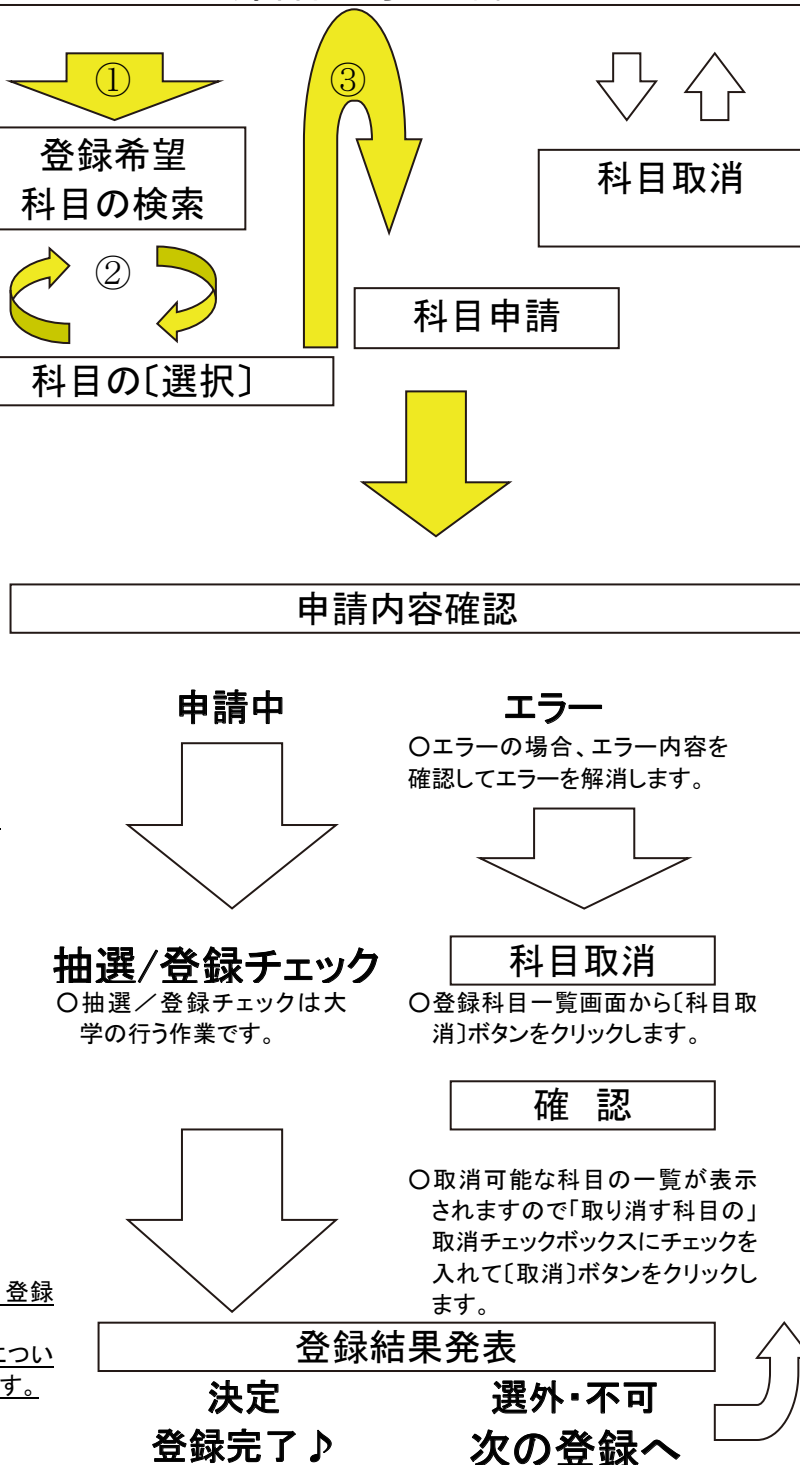 ①
③
登録希望
科目の検索
科目取消
②
科目申請
科目の〔選択〕
申請内容確認
申請中
エラー
○エラーの場合、エラー内容を
確認してエラーを解消します。
抽選/登録チェック
○抽選／登録チェックは大
学の行う作業です。
科目取消
○登録科目一覧画面から〔科目取
消〕ボタンをクリックします。
確 認
○取消可能な科目の一覧が表示
されますので「取り消す科目の」
取消チェックボックスにチェックを
入れて〔取消〕ボタンをクリックし
ます。
登録
につい
す。
登録結果発表
決定
登録完了♪
選外・不可
次の登録へ